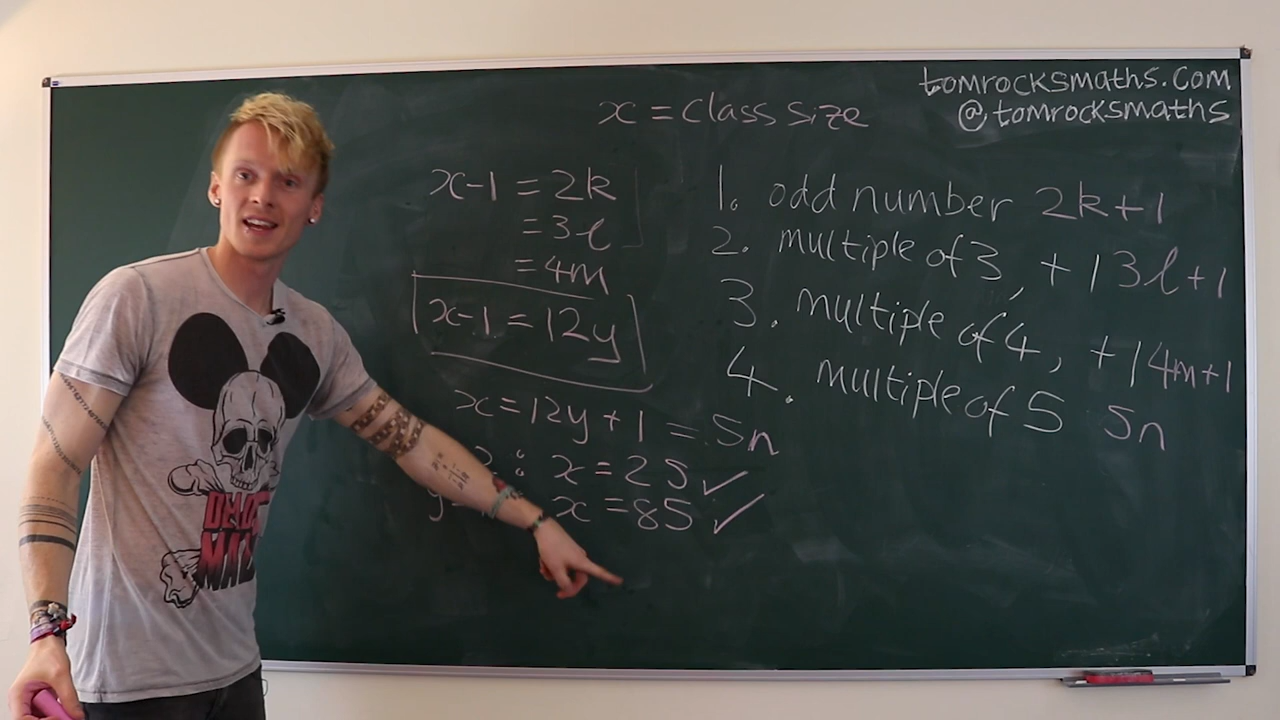 tomrocksmaths.com
@tomrocksmaths
x = class size
x-1 = 2k
= 3l
= 4m
x-1 = 12y
x = 12y + 1 = 5n
2 : x = 25 ✓
y x = 85 ✓
1. odd number 2k+1
2. multiple of 3, +1 3l+1
3. multiple of 4, +1 4m+1
4. multiple of 5 5n